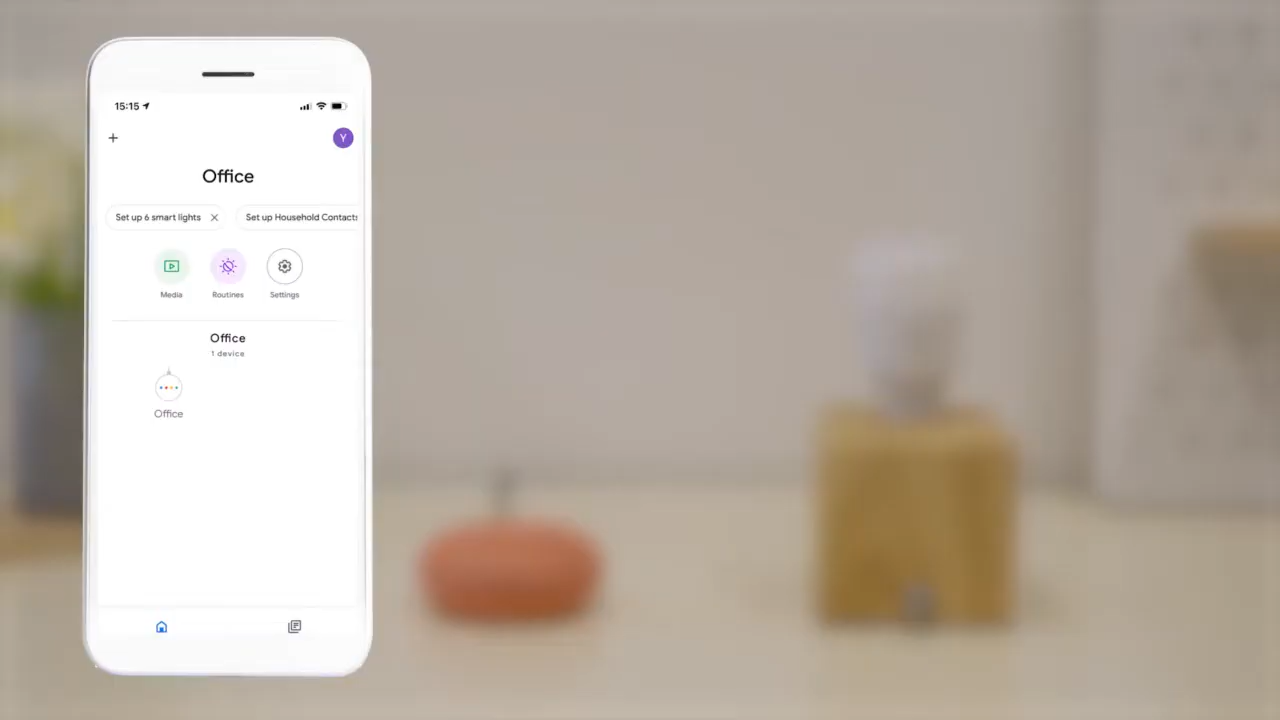 15:15
Y
Office
Set up 6 smart lights
Set up Household Contacts
Media Routines Settings
Office
1 device
Office